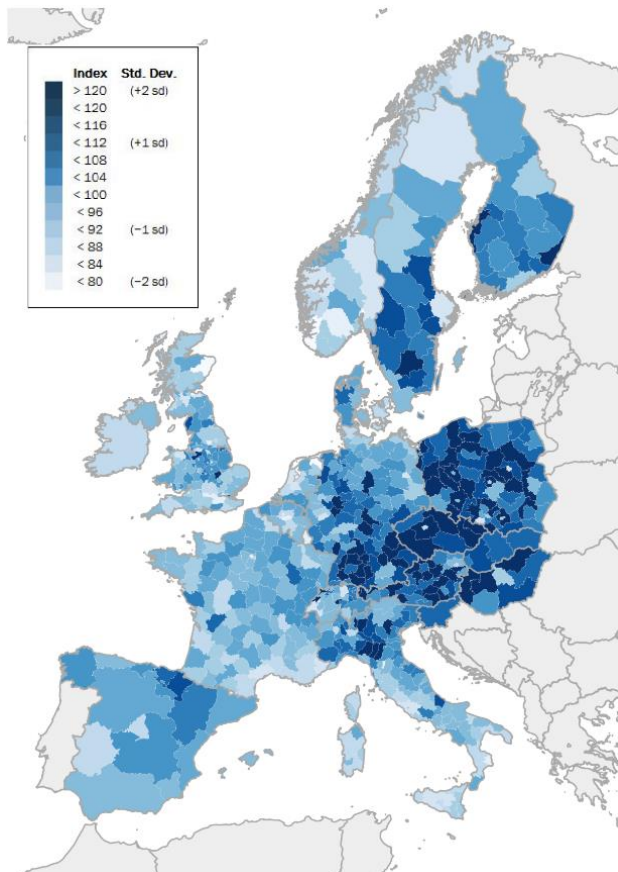 Index Std. Dev.
> 120 (+2 sd)
< 120
< 116
< 112 (+1 sd)
< 108
< 104
< 100
< 96
< 92 (−1 sd)
< 88
< 84
< 80 (−2 sd)